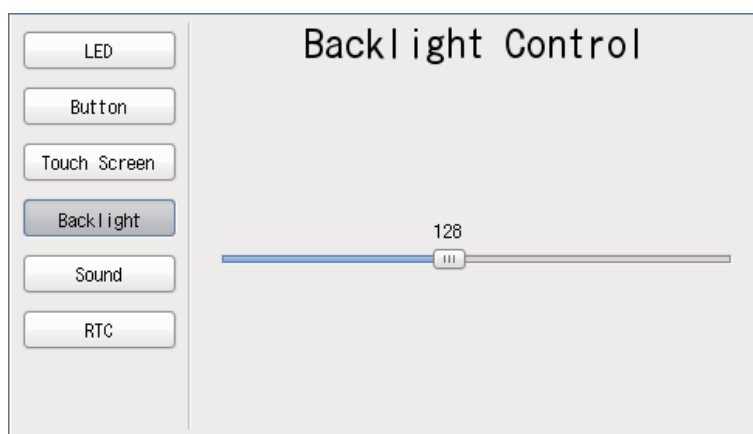 Backlight Control
LED
Button
Touch Screen
Backlight
Sound
RTC
128